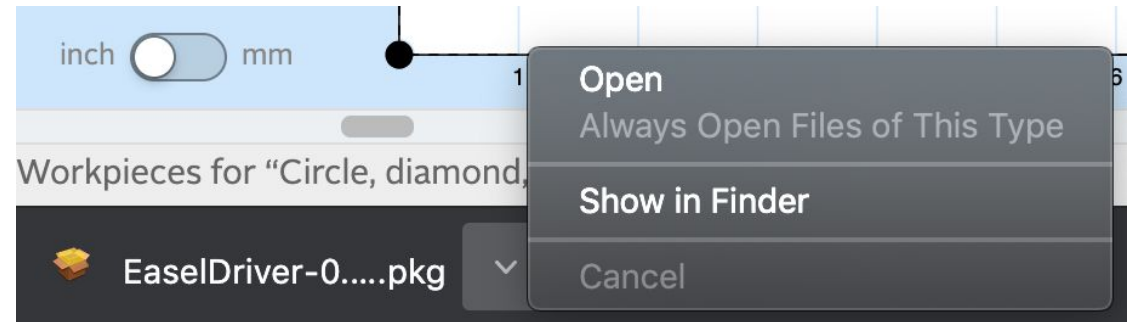 inch mm
1 6
Open
Always Open Files of This Type
Workpieces for “Circle, diamond,
Show in Finder
EaselDriver-0.....pkg
Cancel